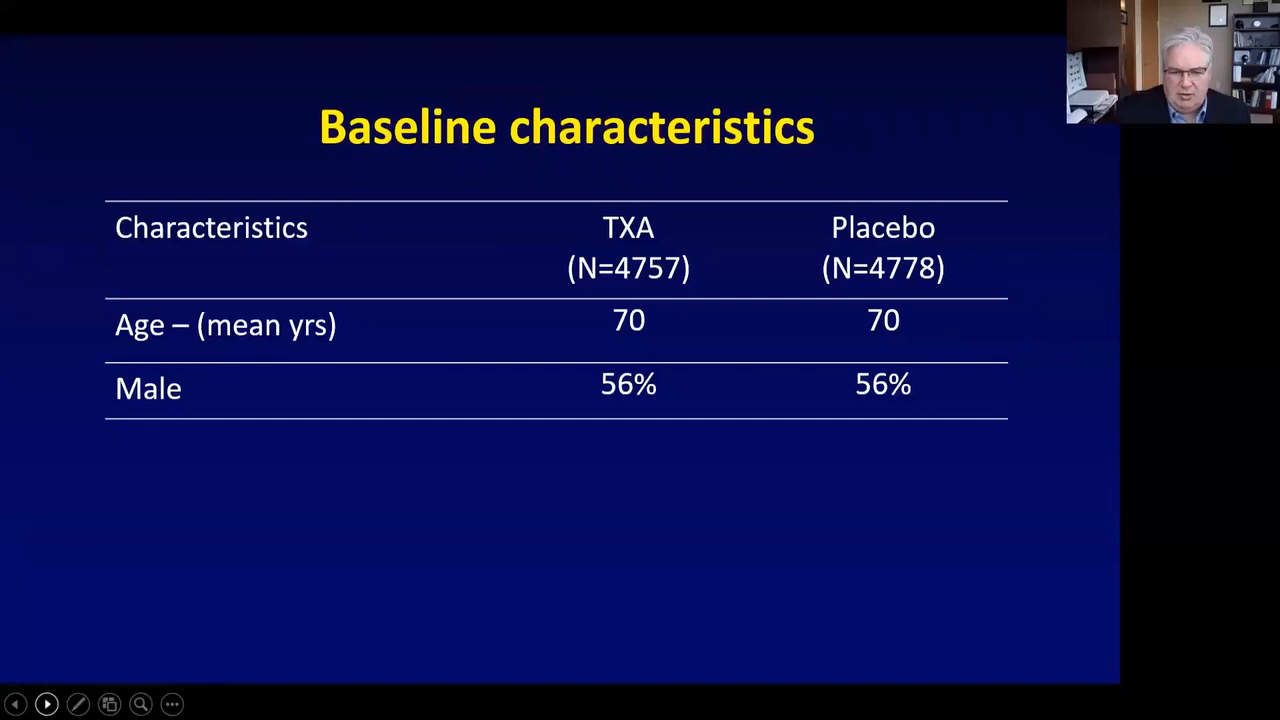 Baseline characteristics
Characteristics TXA Placebo
(N=4757) (N=4778)
Age – (mean yrs) 70 70
Male 56% 56%